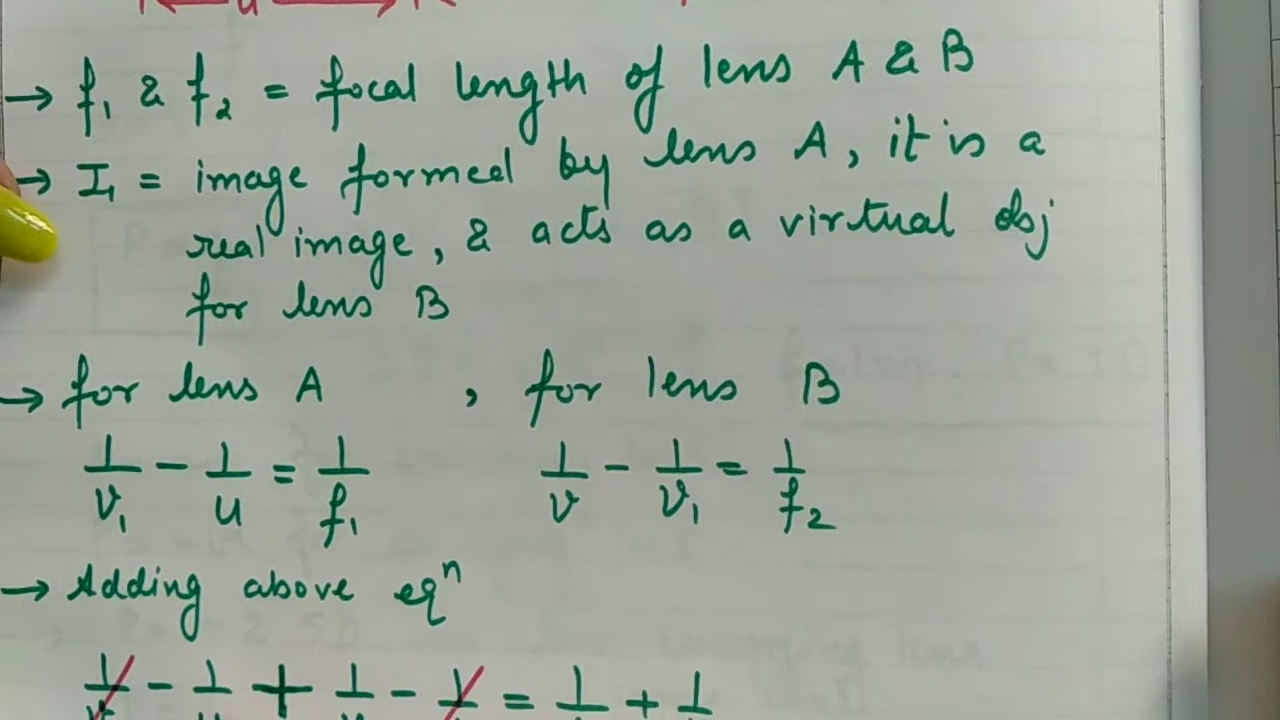 u
→ f₁ & f₂ = focal length of lens A & B
→ I₁ = image formed by lens A, it is a
real image, & acts as a virtual obj
for lens B
→ for lens A , for lens B
1/v₁ - 1/u = 1/f₁ 1/v - 1/v₁ = 1/f₂
→ Adding above eqⁿ